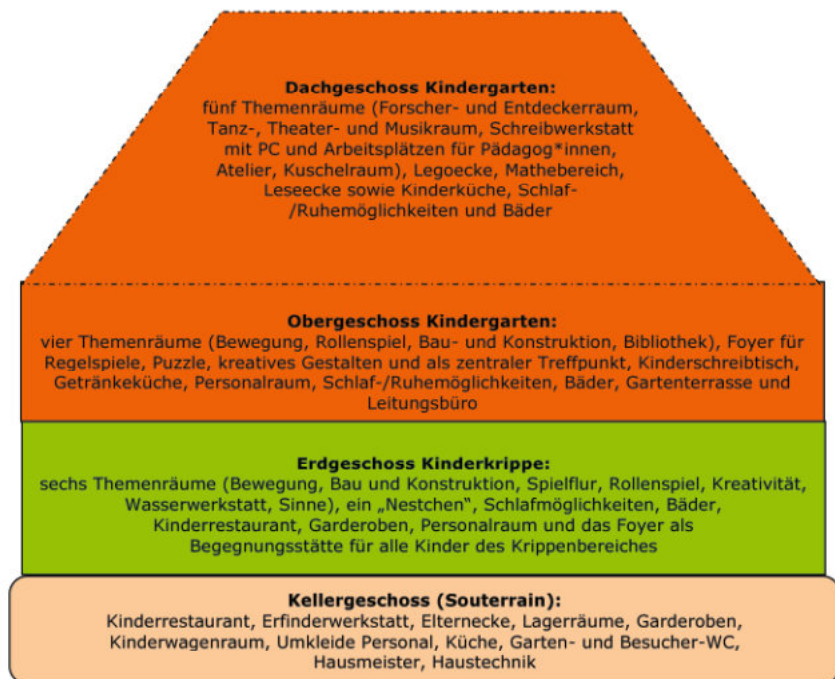 Dachgeschoss Kindergarten:
fünf Themenräume (Forscher- und Entdeckerraum,
Tanz-, Theater- und Musikraum, Schreibwerkstatt
mit PC und Arbeitsplätzen für Pädagog*innen,
Atelier, Kuschelraum), Legoecke, Mathebereich,
Leseecke sowie Kinderküche, Schlaf-
/Ruhemöglichkeiten und Bäder
Obergeschoss Kindergarten:
vier Themenräume (Bewegung, Rollenspiel, Bau- und Konstruktion, Bibliothek), Foyer für
Regelspiele, Puzzle, kreatives Gestalten und als zentraler Treffpunkt, Kinderschreibtisch,
Getränkeküche, Personalraum, Schlaf-/Ruhemöglichkeiten, Bäder, Gartenterrasse und
Leitungsbüro
Erdgeschoss Kinderkrippe:
sechs Themenräume (Bewegung, Bau und Konstruktion, Spielflur, Rollenspiel, Kreativität,
Wasserwerkstatt, Sinne), ein „Nestchen“, Schlafmöglichkeiten, Bäder,
Kinderrestaurant, Garderoben, Personalraum und das Foyer als
Begegnungsstätte für alle Kinder des Krippenbereiches
Kellergeschoss (Souterrain):
Kinderrestaurant, Erfinderwerkstatt, Elternecke, Lagerräume, Garderoben,
Kinderwagenraum, Umkleide Personal, Küche, Garten- und Besucher-WC,
Hausmeister, Haustechnik